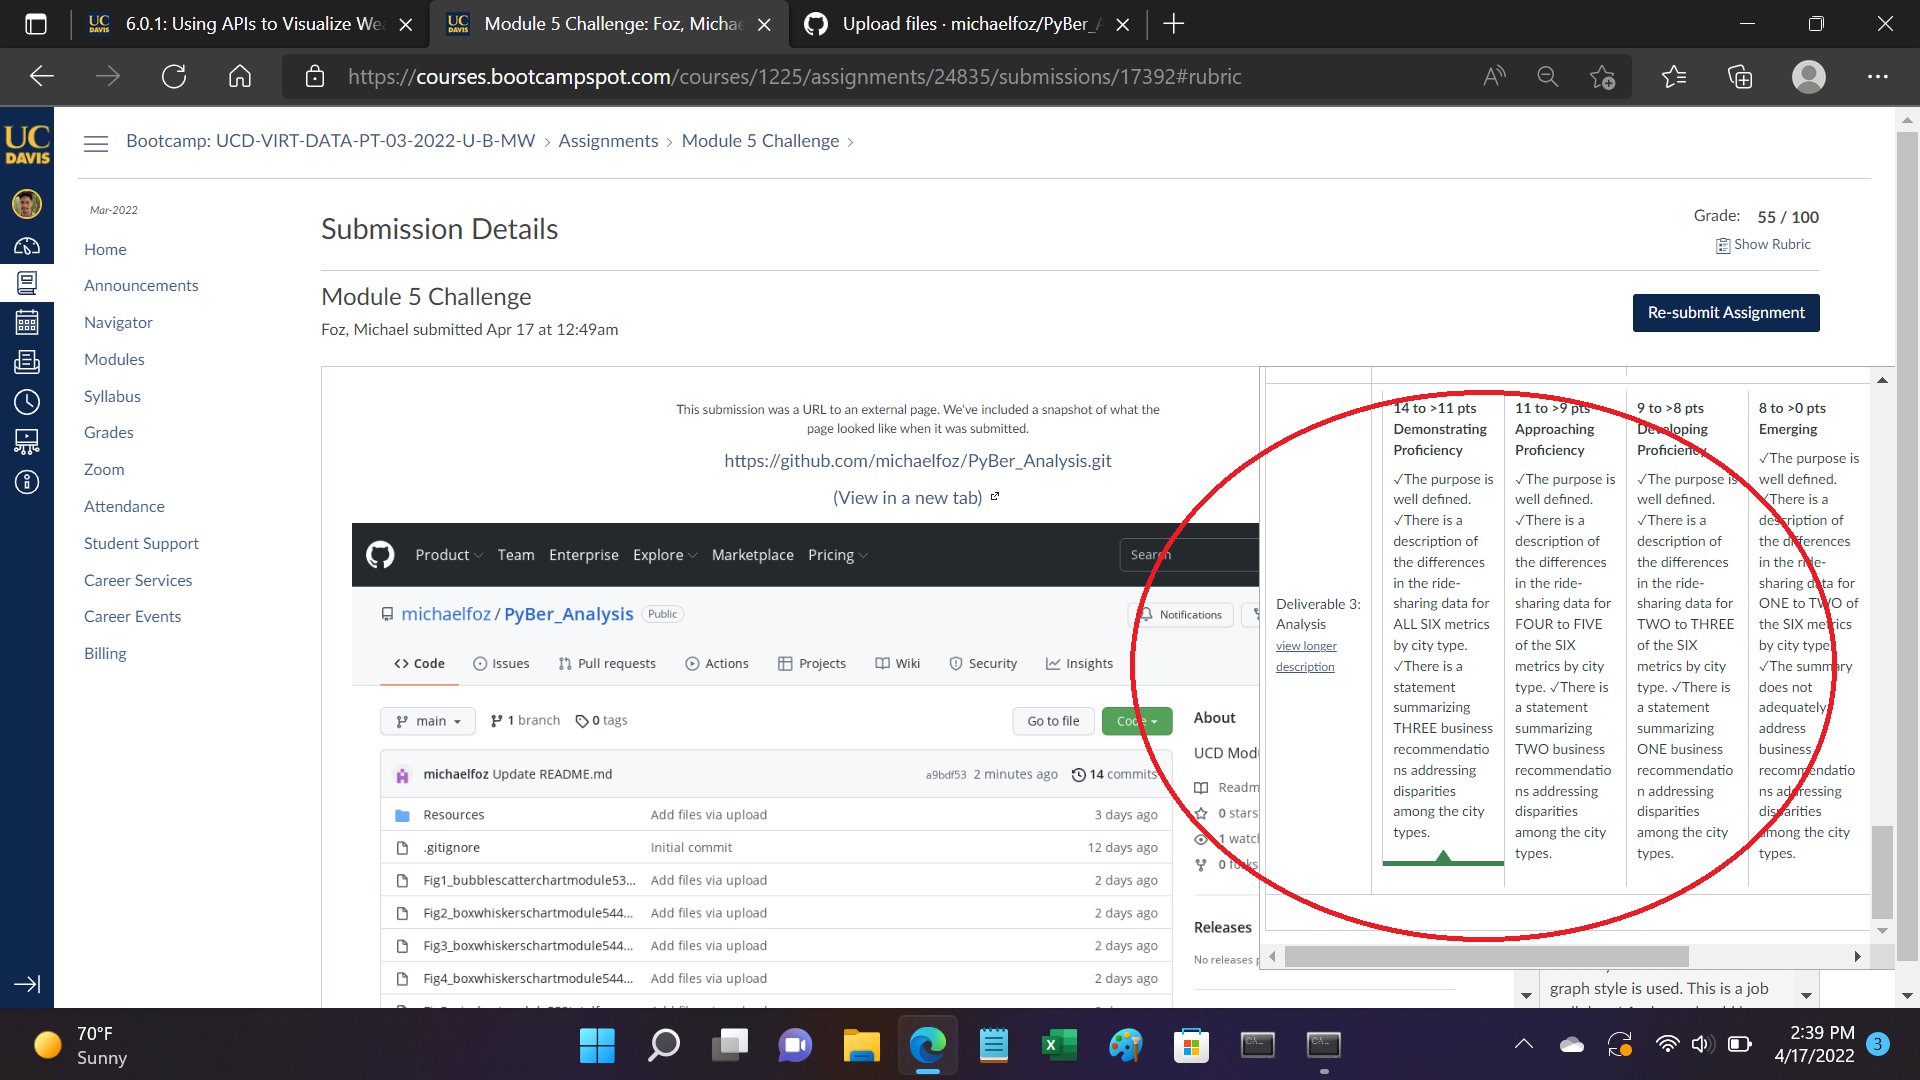 6.0.1: Using APIs to Visualize We
Module 5 Challenge: Foz, Michae
Upload files · michaelfoz/PyBer_A
https://courses.bootcampspot.com/courses/1225/assignments/24835/submissions/17392#rubric
UC
DAVIS
Bootcamp: UCD-VIRT-DATA-PT-03-2022-U-B-MW › Assignments › Module 5 Challenge ›
Mar-2022
Home
Announcements
Navigator
Modules
Syllabus
Grades
Zoom
Attendance
Student Support
Career Services
Career Events
Billing
Submission Details
Grade: 55 / 100
Show Rubric
Module 5 Challenge
Foz, Michael submitted Apr 17 at 12:49am
Re-submit Assignment
This submission was a URL to an external page. We've included a snapshot of what the
page looked like when it was submitted.
https://github.com/michaelfoz/PyBer_Analysis.git
(View in a new tab)
Product Team Enterprise Explore Marketplace Pricing
Search
michaelfoz / PyBer_Analysis Public
Notifications
Code Issues Pull requests Actions Projects Wiki Security Insights
main 1 branch 0 tags
Go to file Code
michaelfoz Update README.md a9bdf53 2 minutes ago 14 commits
Resources Add files via upload 3 days ago
.gitignore Initial commit 12 days ago
Fig1_bubblescatterchartmodule53... Add files via upload 2 days ago
Fig2_boxwhiskerschartmodule544... Add files via upload 2 days ago
Fig3_boxwhiskerschartmodule544... Add files via upload 2 days ago
Fig4_boxwhiskerschartmodule544... Add files via upload 2 days ago
About
UCD Modu
Readm
0 stars
1 watch
0 forks
Releases
No releases p
Deliverable 3:
Analysis
view longer
description
14 to >11 pts
Demonstrating
Proficiency
✓The purpose is
well defined.
✓There is a
description of
the differences
in the ride-
sharing data for
ALL SIX metrics
by city type.
✓There is a
statement
summarizing
THREE business
recommendatio
ns addressing
disparities
among the city
types.
11 to >9 pts
Approaching
Proficiency
✓The purpose is
well defined.
✓There is a
description of
the differences
in the ride-
sharing data for
FOUR to FIVE
of the SIX
metrics by city
type. ✓There is
a statement
summarizing
TWO business
recommendatio
ns addressing
disparities
among the city
types.
9 to >8 pts
Developing
Proficiency
✓The purpose is
well defined.
✓There is a
description of
the differences
in the ride-
sharing data for
TWO to THREE
of the SIX
metrics by city
type. ✓There is
a statement
summarizing
ONE business
recommendatio
n addressing
disparities
among the city
types.
8 to >0 pts
Emerging
✓The purpose is
well defined.
✓There is a
description of
the differences
in the ride-
sharing data for
ONE to TWO of
the SIX metrics
by city type.
✓The summary
does not
adequately
address
business
recommendatio
ns addressing
disparities
among the city
types.
graph style is used. This is a job
70°F
Sunny
2:39 PM
4/17/2022
3